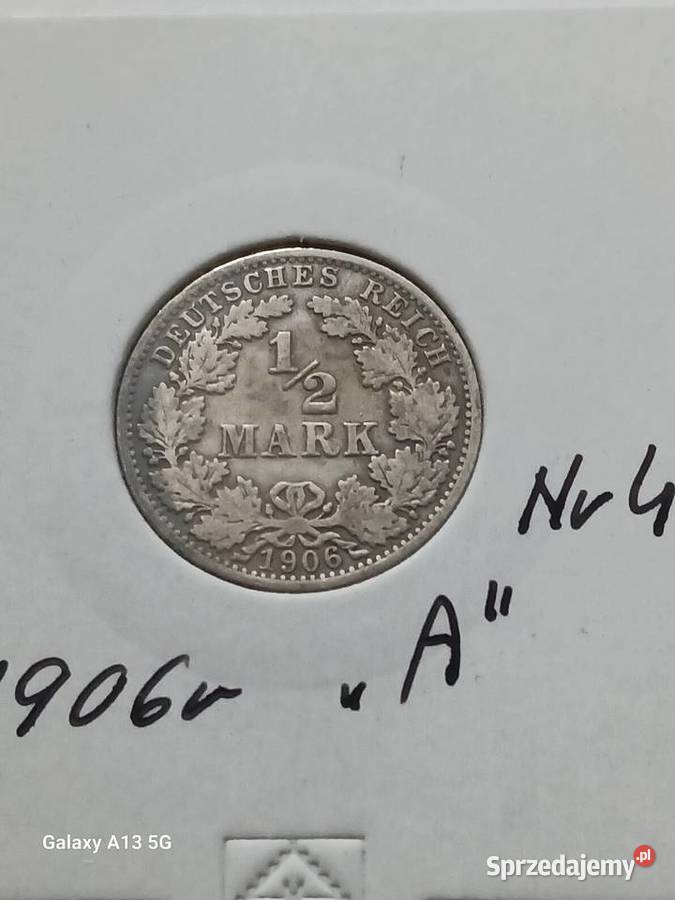 DEUTSCHES REICH
1/2
MARK
1906
Nr 4
1906r „A"
Galaxy A13 5G
Sprzedajemy.pl